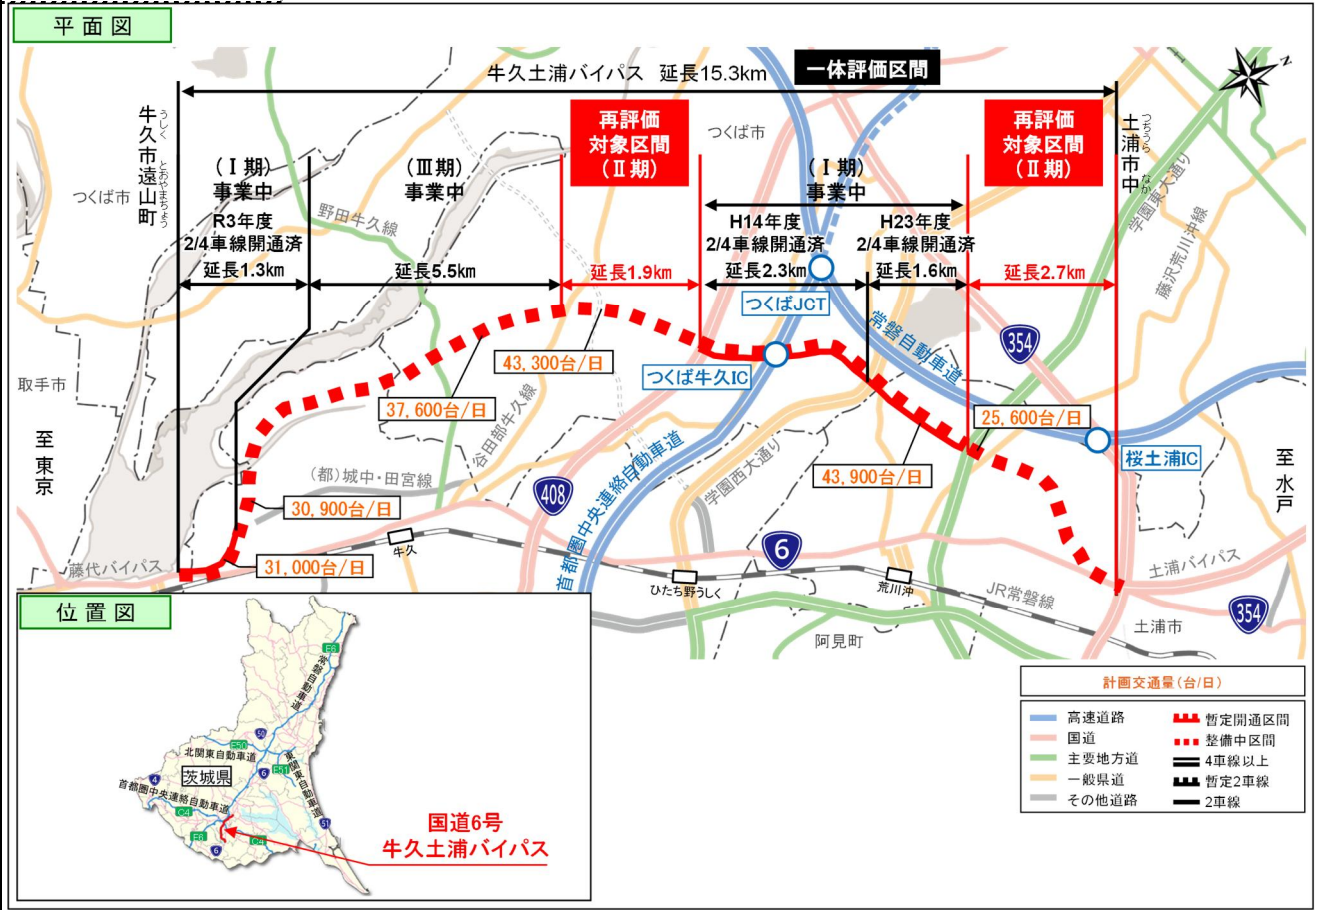 平面図
牛久土浦バイパス 延長15.3km
一体評価区間
牛久市遠山町
うしく とおやまちょう
土浦市中
つちうら なか
再評価
対象区間
(Ⅱ期)
再評価
対象区間
(Ⅱ期)
(Ⅰ期)
事業中
(Ⅲ期)
事業中
(Ⅰ期)
事業中
R3年度
2/4車線開通済
延長1.3km
延長5.5km
延長1.9km
H14年度
2/4車線開通済
延長2.3km
H23年度
2/4車線開通済
延長1.6km
延長2.7km
N
つくば市
つくば市
野田牛久線
学園東大通り
藤沢荒川沖線
つくばJCT
常磐自動車道
354
取手市
43,300台/日
つくば牛久IC
37,600台/日
25,600台/日
至東京
谷田部牛久線
桜土浦IC
至水戸
(都)城中・田宮線
408
首都圏中央連絡自動車道
学園西大通り
43,900台/日
30,900台/日
牛久
6
藤代バイパス
31,000台/日
ひたち野うしく
荒川沖
JR常磐線
土浦バイパス
354
阿見町
土浦市
位置図
E6
常磐自動車道
50
E50
北関東自動車道
6
E51
東関東自動車道
4
茨城県
首都圏中央連絡自動車道
C4
51
E6
6
C4
国道6号
牛久土浦バイパス
計画交通量(台/日)
高速道路
国道
主要地方道
一般県道
その他道路
暫定開通区間
整備中区間
4車線以上
暫定2車線
2車線